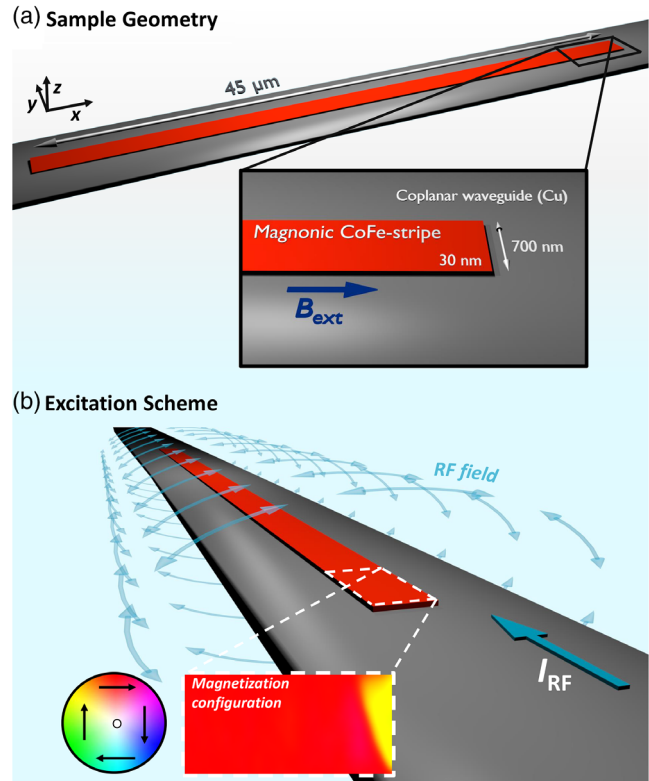 (a) Sample Geometry
z
y
x
45 µm
Coplanar waveguide (Cu)
Magnonic CoFe-stripe
30 nm
700 nm
Bext
(b) Excitation Scheme
RF field
IRF
Magnetization
configuration